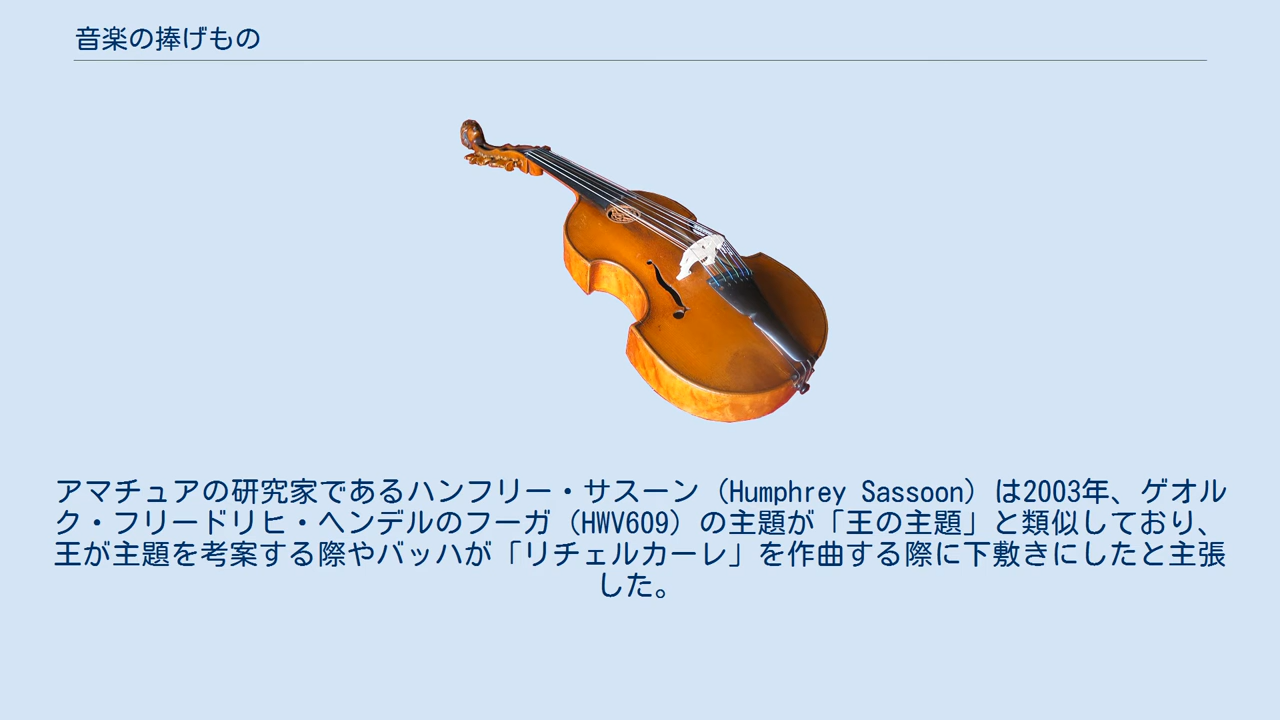 音楽の捧げもの
アマチュアの研究家であるハンフリー・サスーン（Humphrey Sassoon）は2003年、ゲオル
ク・フリードリヒ・ヘンデルのフーガ（HWV609）の主題が「王の主題」と類似しており、
王が主題を考案する際やバッハが「リチェルカーレ」を作曲する際に下敷きにしたと主張
した。